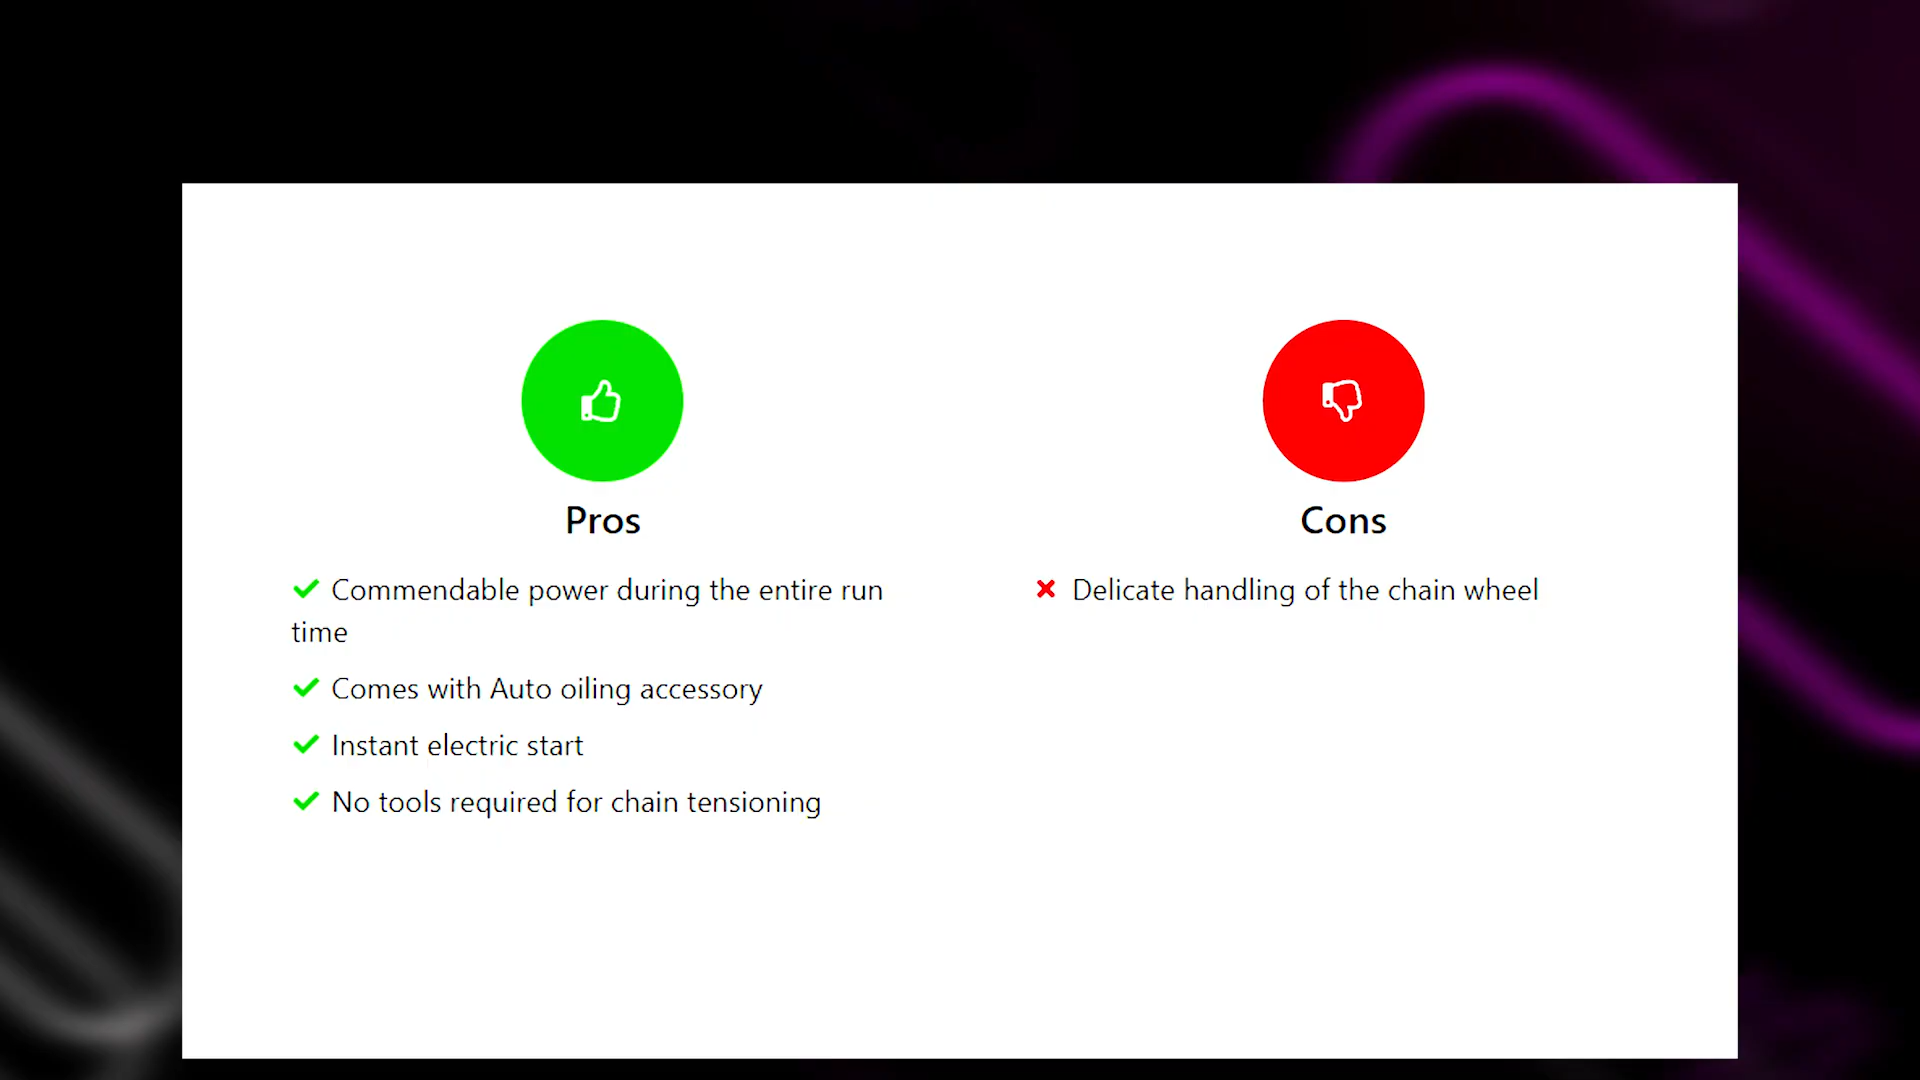 Pros
Commendable power during the entire run
time
Comes with Auto oiling accessory
Instant electric start
No tools required for chain tensioning
Cons
Delicate handling of the chain wheel